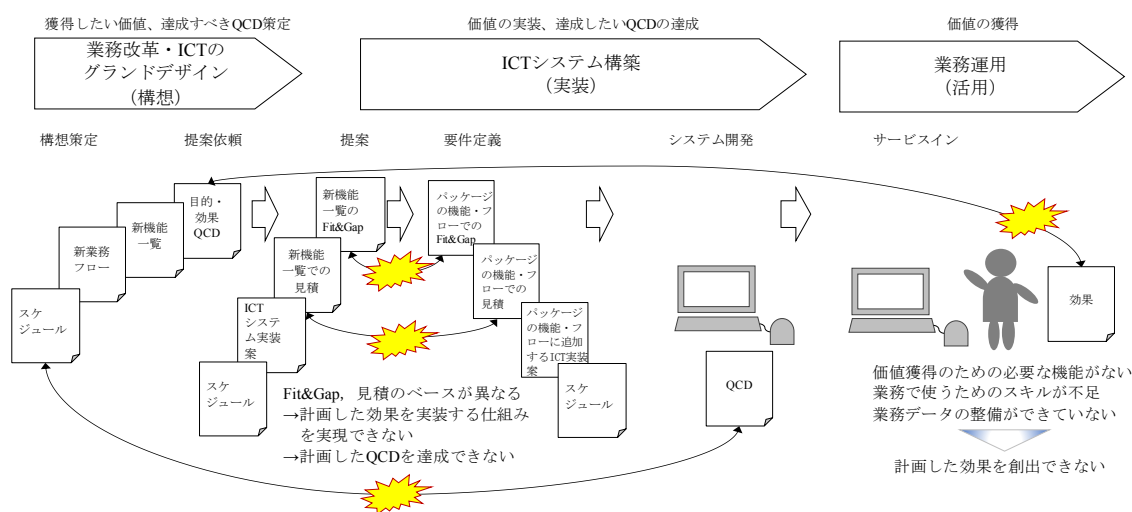 獲得したい価値、達成すべきQCD策定
価値の実装、達成したいQCDの達成
価値の獲得
業務改革・ICTの
グランドデザイン
（構想）
ICTシステム構築
（実装）
業務運用
（活用）
構想策定
提案依頼
提案
要件定義
システム開発
サービスイン
目的・
効果
QCD
新機能
一覧
新業務
フロー
スケ
ジュール
新機能
一覧の
Fit&Gap
新機能
一覧での
見積
ICT
システ
ム実装
案
スケ
ジュール
パッケージ
の機能・フ
ローでの
Fit&Gap
パッケージ
の機能・フ
ローでの
見積
パッケージ
の機能・フ
ローに追加
するICT実装
案
スケ
ジュール
QCD
効果
Fit&Gap，見積のベースが異なる
→計画した効果を実装する仕組み
を実現できない
→計画したQCDを達成できない
価値獲得のための必要な機能がない
業務で使うためのスキルが不足
業務データの整備ができていない
計画した効果を創出できない